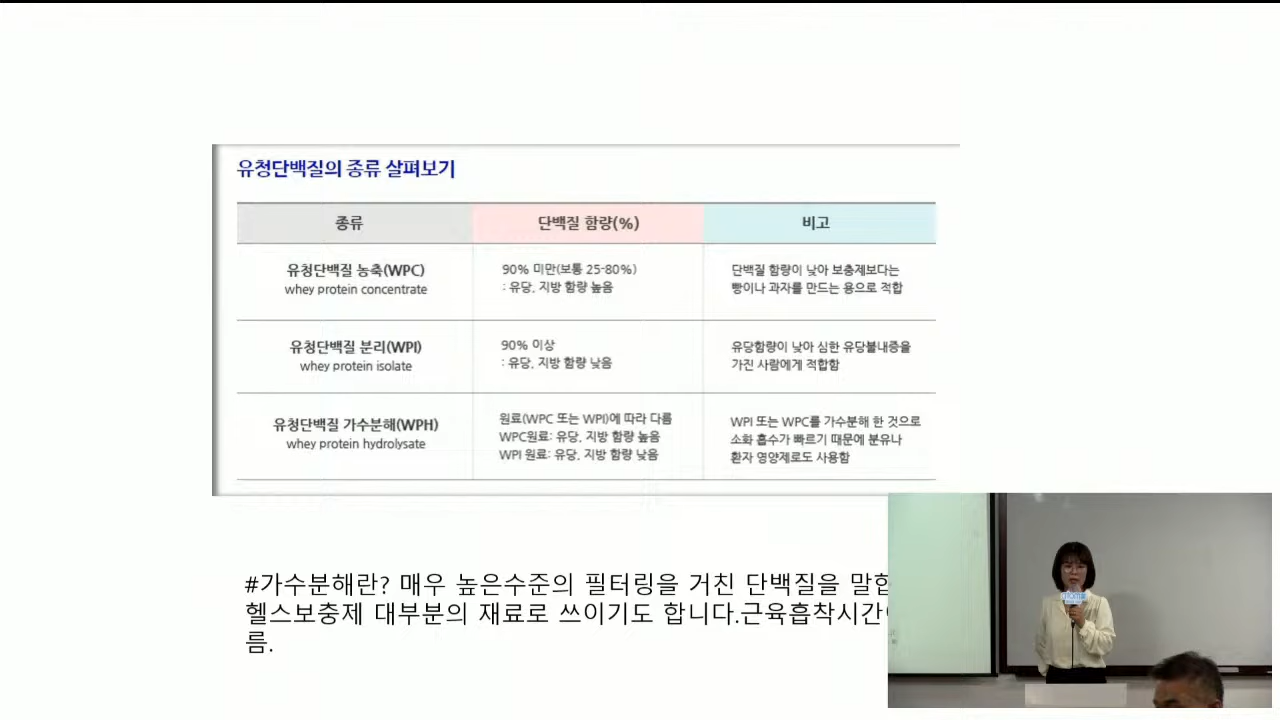 유청단백질의 종류 살펴보기
종류 단백질 함량(%) 비고
유청단백질 농축(WPC)
whey protein concentrate
90% 미만(보통 25-80%)
: 유당, 지방 함량 높음
단백질 함량이 낮아 보충제보다는
빵이나 과자를 만드는 용으로 적합
유청단백질 분리(WPI)
whey protein isolate
90% 이상
: 유당, 지방 함량 낮음
유당함량이 낮아 심한 유당불내증을
가진 사람에게 적합함
유청단백질 가수분해(WPH)
whey protein hydrolysate
원료(WPC 또는 WPI)에 따라 다름
WPC원료: 유당, 지방 함량 높음
WPI 원료: 유당, 지방 함량 낮음
WPI 또는 WPC를 가수분해 한 것으로
소화 흡수가 빠르기 때문에 분유나
환자 영양제로도 사용함
#가수분해란? 매우 높은수준의 필터링을 거친 단백질을
헬스보충제 대부분의 재료로 쓰이기도 합니다.근육흡착시간
름.